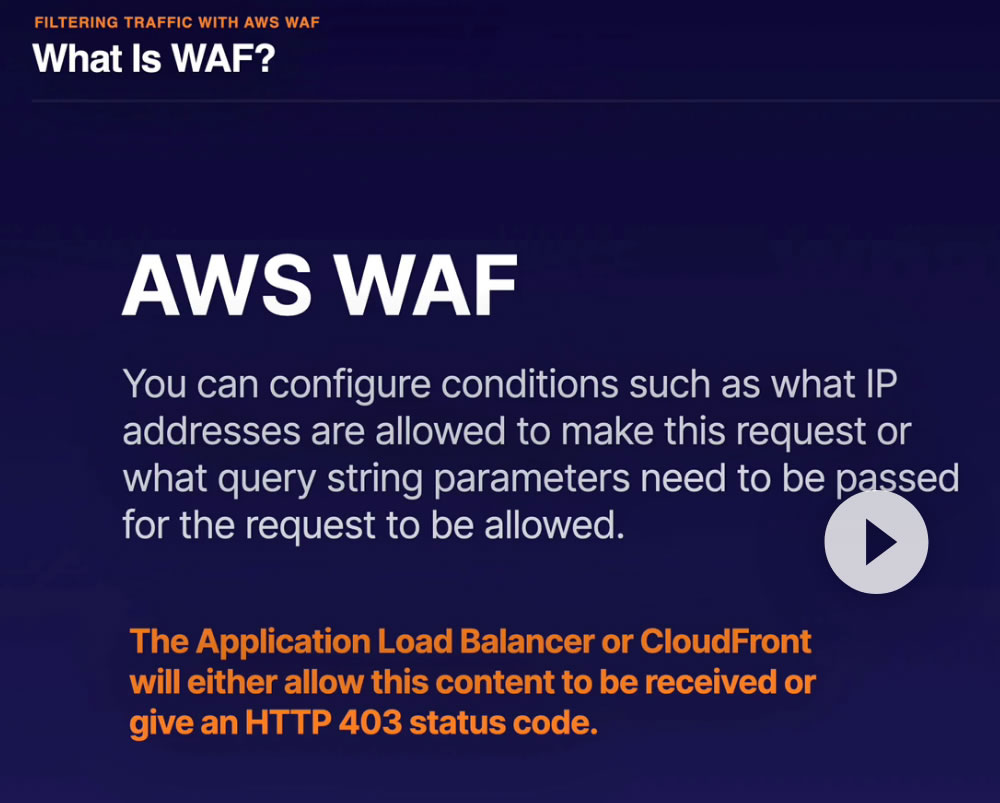 FILTERING TRAFFIC WITH AWS WAF
What Is WAF?
AWS WAF
You can configure conditions such as what IP
addresses are allowed to make this request or
what query string parameters need to be passed
for the request to be allowed.
The Application Load Balancer or CloudFront
will either allow this content to be received or
give an HTTP 403 status code.